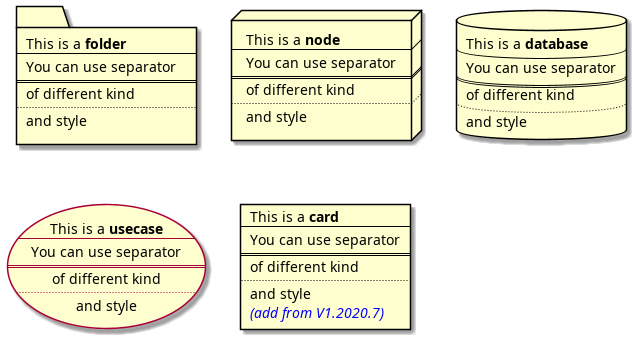 This is a folder
You can use separator
of different kind
and style
This is a node
You can use separator
of different kind
and style
This is a database
You can use separator
of different kind
and style
This is a usecase
You can use separator
of different kind
and style
This is a card
You can use separator
of different kind
and style
(add from V1.2020.7)